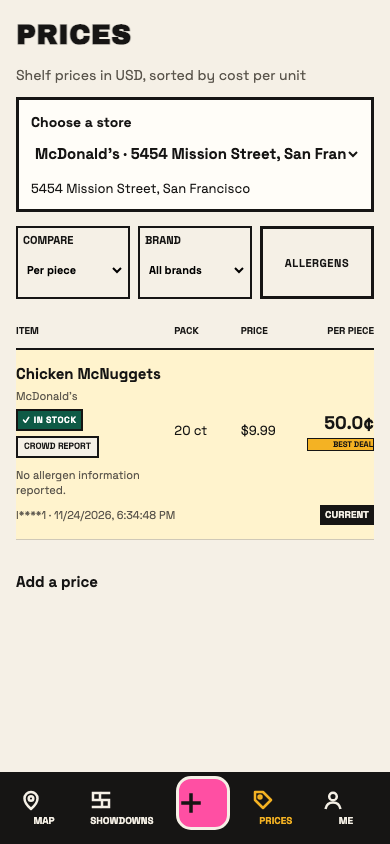 PRICES
Shelf prices in USD, sorted by cost per unit
Choose a store
McDonald's · 5454 Mission Street, San Fran
5454 Mission Street, San Francisco
COMPARE
Per piece
BRAND
All brands
ALLERGENS
ITEM PACK PRICE PER PIECE
Chicken McNuggets
McDonald's
✓ IN STOCK
CROWD REPORT
20 ct $9.99 50.0¢
BEST DEAL
No allergen information
reported.
I****1 · 11/24/2026, 6:34:48 PM CURRENT
Add a price
MAP SHOWDOWNS + PRICES ME